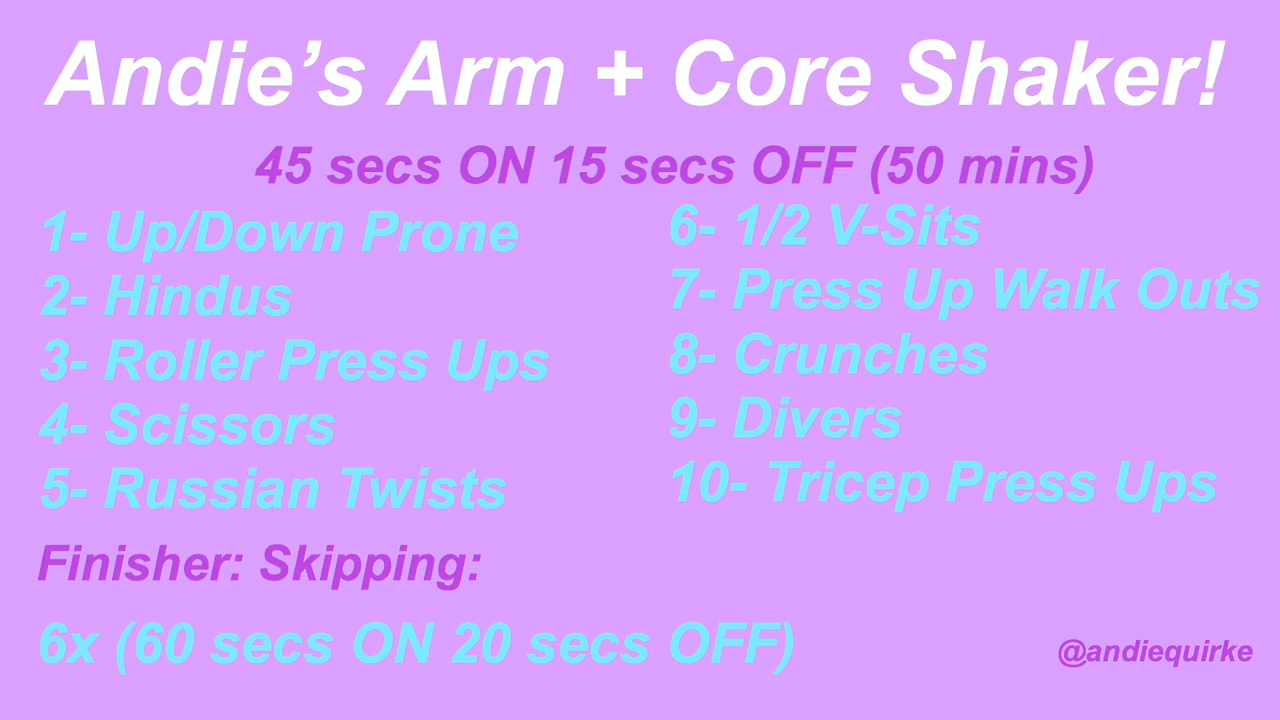 Andie's Arm + Core Shaker!
45 secs ON 15 secs OFF (50 mins)
1- Up/Down Prone
2- Hindus
3- Roller Press Ups
4- Scissors
5- Russian Twists
6- 1/2 V-Sits
7- Press Up Walk Outs
8- Crunches
9- Divers
10- Tricep Press Ups
Finisher: Skipping:
6x (60 secs ON 20 secs OFF)
@andiequirke